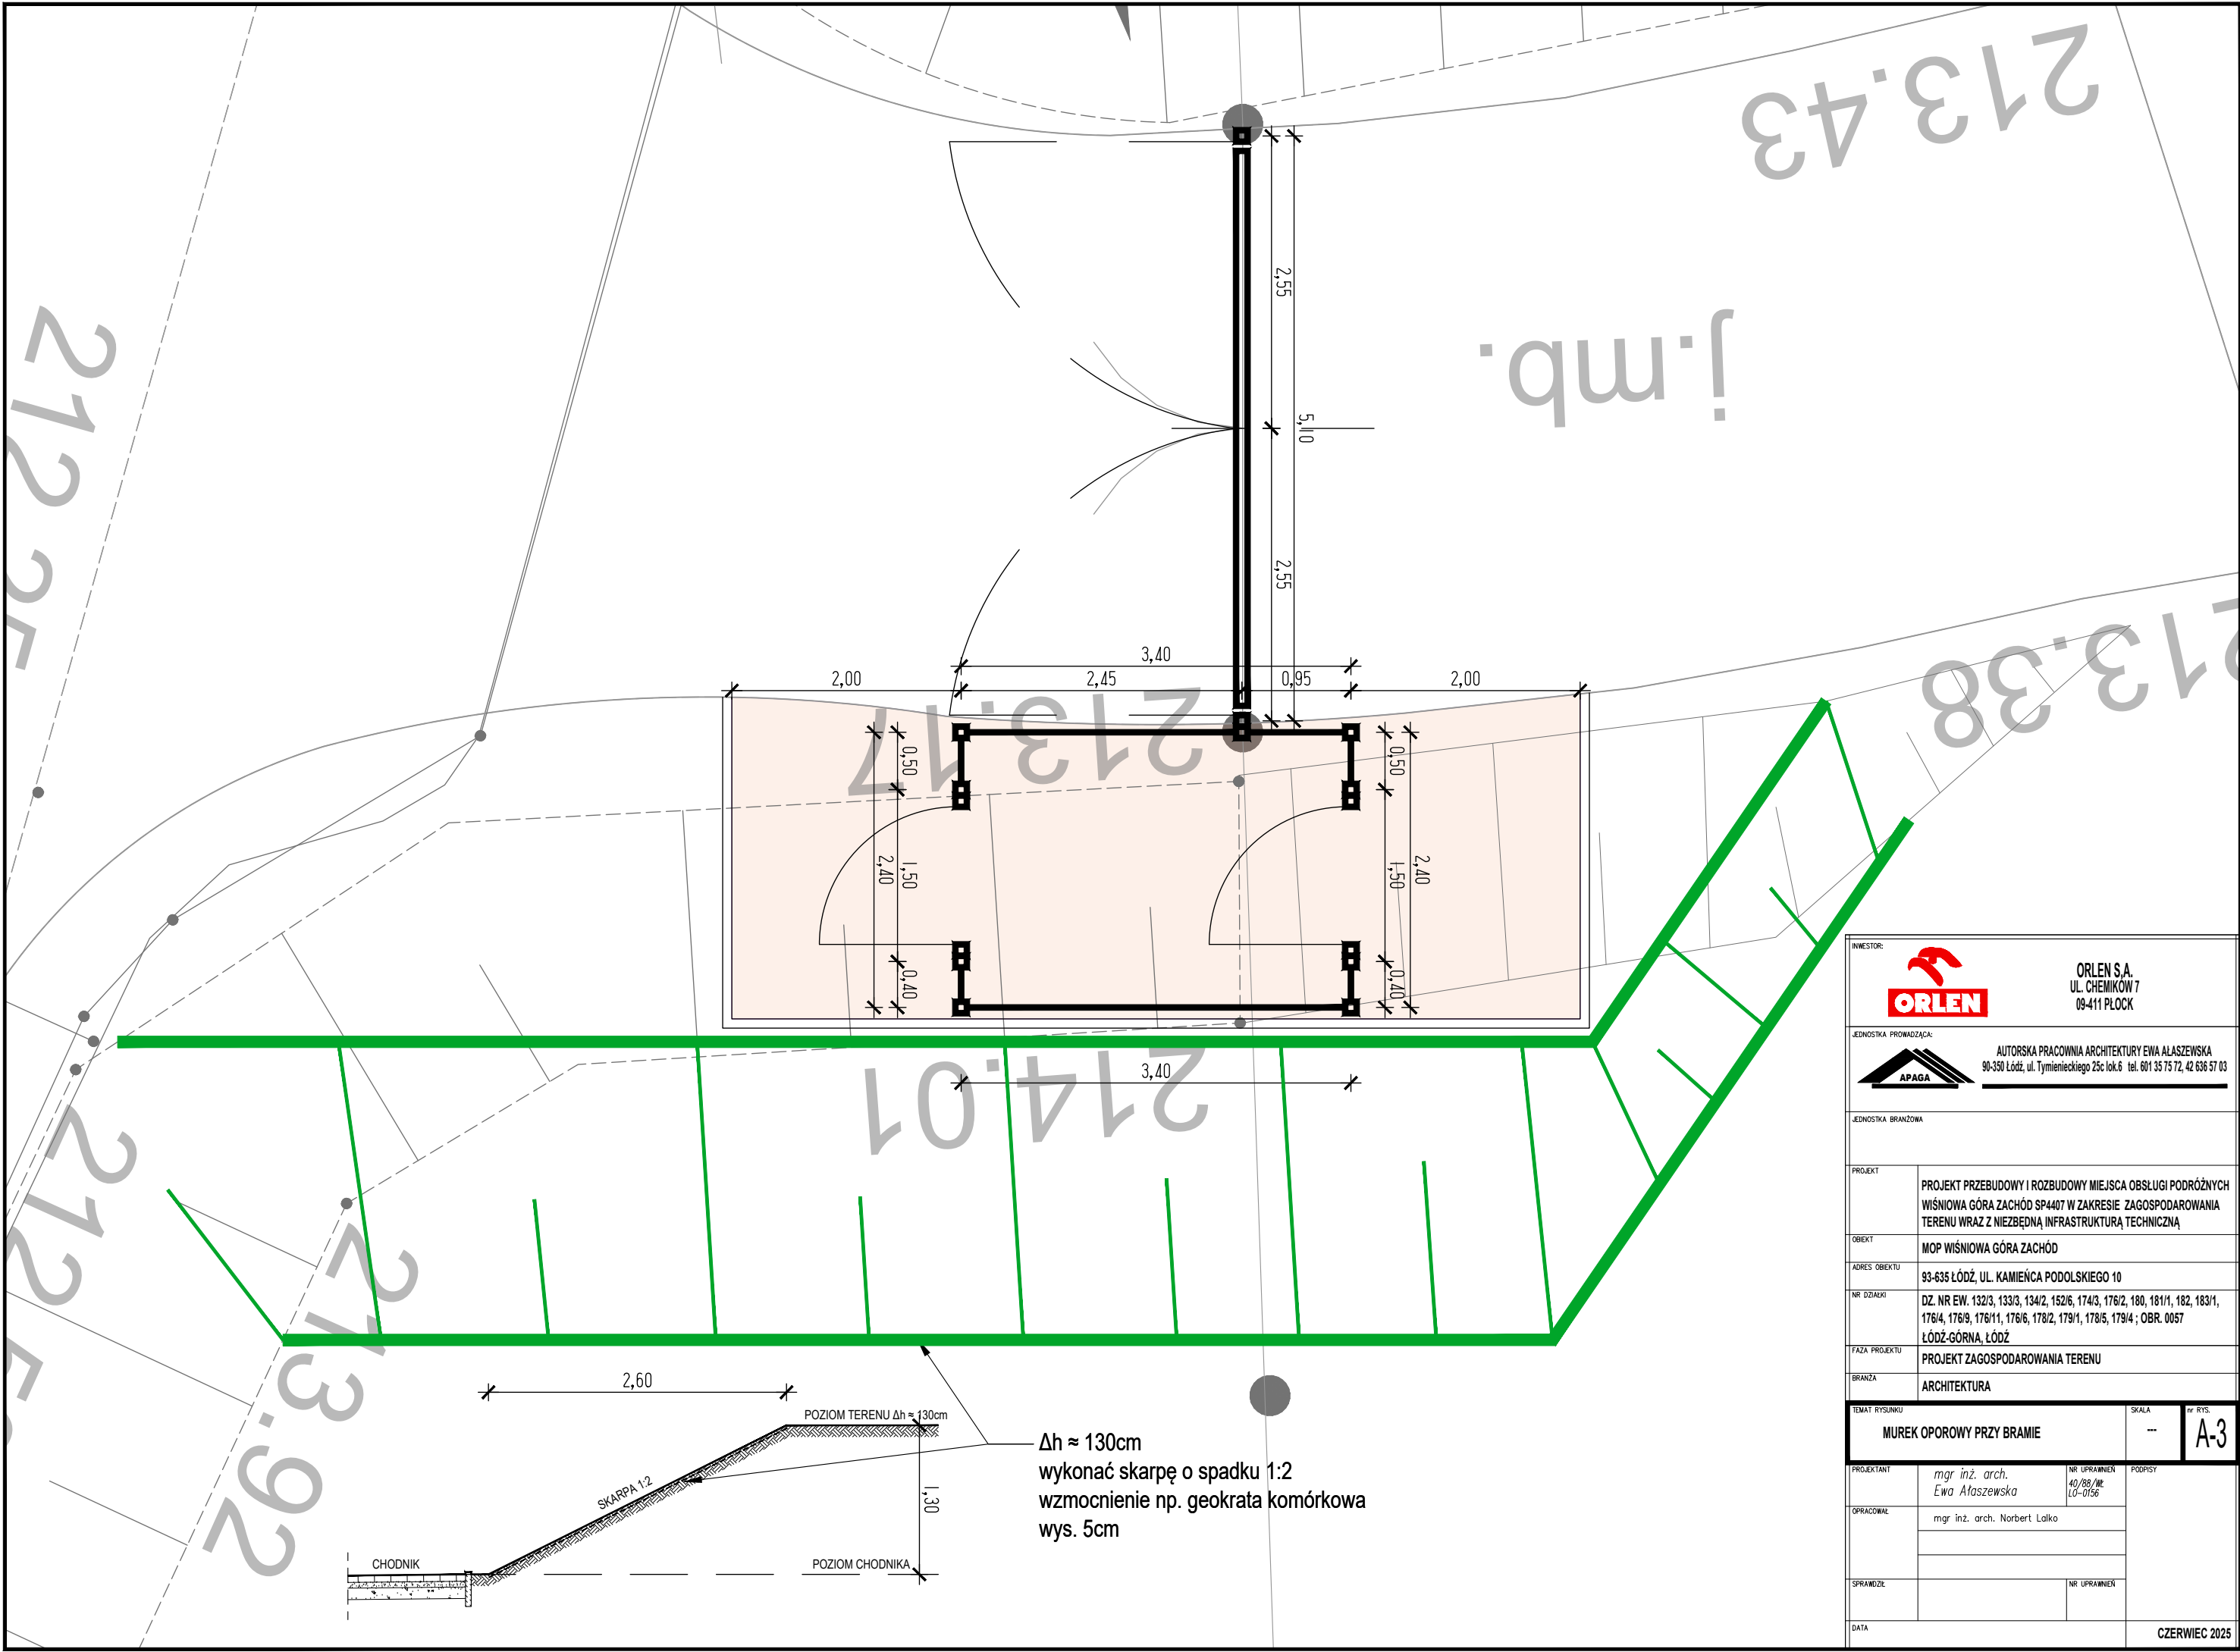 213.43
j.mb.
212.25
213.38
213.17
214.01
213.92
2,55
5,10
2,55
3,40
2,00
2,45
0,95
2,00
0,50
0,50
2,40
1,50
1,50
2,40
0,40
0,40
3,40
2,60
POZIOM TERENU Δh ≈ 130cm
SKARPA 1:2
1,30
CHODNIK
POZIOM CHODNIKA
Δh ≈ 130cm
wykonać skarpę o spadku 1:2
wzmocnienie np. geokrata komórkowa
wys. 5cm
INWESTOR:
ORLEN
ORLEN S.A.
UL. CHEMIKÓW 7
09-411 PŁOCK
JEDNOSTKA PROWADZĄCA:
APAGA
AUTORSKA PRACOWNIA ARCHITEKTURY EWA AŁASZEWSKA
90-350 Łódź, ul. Tymienieckiego 25c lok.6 tel. 601 35 75 72, 42 636 57 03
JEDNOSTKA BRANŻOWA
PROJEKT
PROJEKT PRZEBUDOWY I ROZBUDOWY MIEJSCA OBSŁUGI PODRÓŻNYCH
WIŚNIOWA GÓRA ZACHÓD SP4407 W ZAKRESIE ZAGOSPODAROWANIA
TERENU WRAZ Z NIEZBĘDNĄ INFRASTRUKTURĄ TECHNICZNĄ
OBIEKT
MOP WIŚNIOWA GÓRA ZACHÓD
ADRES OBIEKTU
93-635 ŁÓDŹ, UL. KAMIEŃCA PODOLSKIEGO 10
NR DZIAŁKI
DZ. NR EW. 132/3, 133/3, 134/2, 152/6, 174/3, 176/2, 180, 181/1, 182, 183/1,
176/4, 176/9, 176/11, 176/6, 178/2, 179/1, 178/5, 179/4 ; OBR. 0057
ŁÓDŹ-GÓRNA, ŁÓDŹ
FAZA PROJEKTU
PROJEKT ZAGOSPODAROWANIA TERENU
BRANŻA
ARCHITEKTURA
TEMAT RYSUNKU
MUREK OPOROWY PRZY BRAMIE
SKALA
---
nr RYS.
A-3
PROJEKTANT
mgr inż. arch.
Ewa Ałaszewska
NR UPRAWNIEŃ
40/88/WŁ
ŁO-0156
PODPISY
OPRACOWAŁ
mgr inż. arch. Norbert Lalko
SPRAWDZIŁ
NR UPRAWNIEŃ
DATA
CZERWIEC 2025